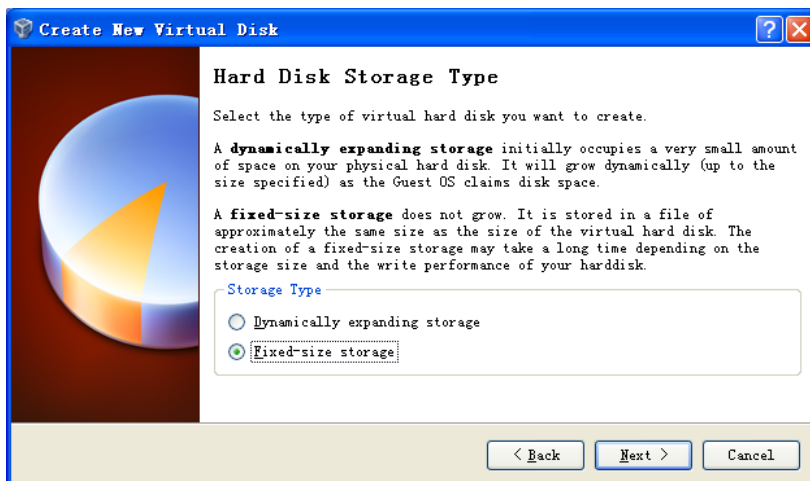 Create New Virtual Disk
Hard Disk Storage Type
Select the type of virtual hard disk you want to create.
A dynamically expanding storage initially occupies a very small amount
of space on your physical hard disk. It will grow dynamically (up to the
size specified) as the Guest OS claims disk space.
A fixed-size storage does not grow. It is stored in a file of
approximately the same size as the size of the virtual hard disk. The
creation of a fixed-size storage may take a long time depending on the
storage size and the write performance of your harddisk.
Storage Type
Dynamically expanding storage
Fixed-size storage
< Back
Next >
Cancel